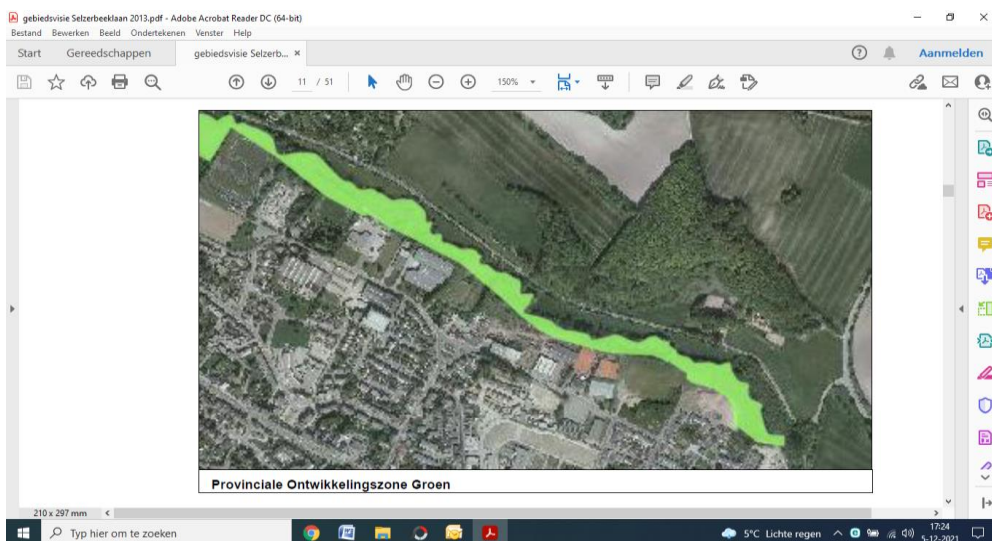 gebiedsvisie Selzerbeeklaan 2013.pdf - Adobe Acrobat Reader DC (64-bit)
Bestand Bewerken Beeld Ondertekenen Venster Help
Start Gereedschappen gebiedsvisie Selzerb... × Aanmelden
11 / 51 150%
Provinciale Ontwikkelingszone Groen
210 x 297 mm
Typ hier om te zoeken 5°C Lichte regen 17:24
5-12-2021